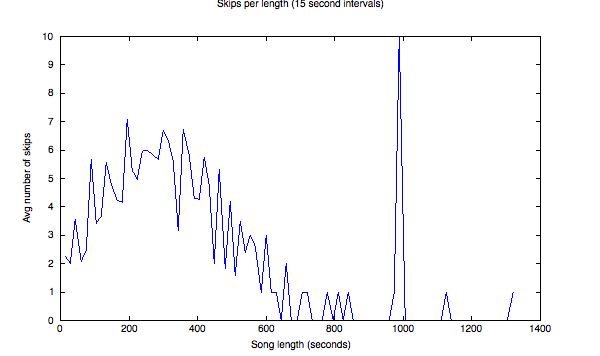 Skips per length (15 second intervals)
10
9
8
7
6
5
4
3
2
1
0
Avg number of skips
0 200 400 600 800 1000 1200 1400
Song length (seconds)